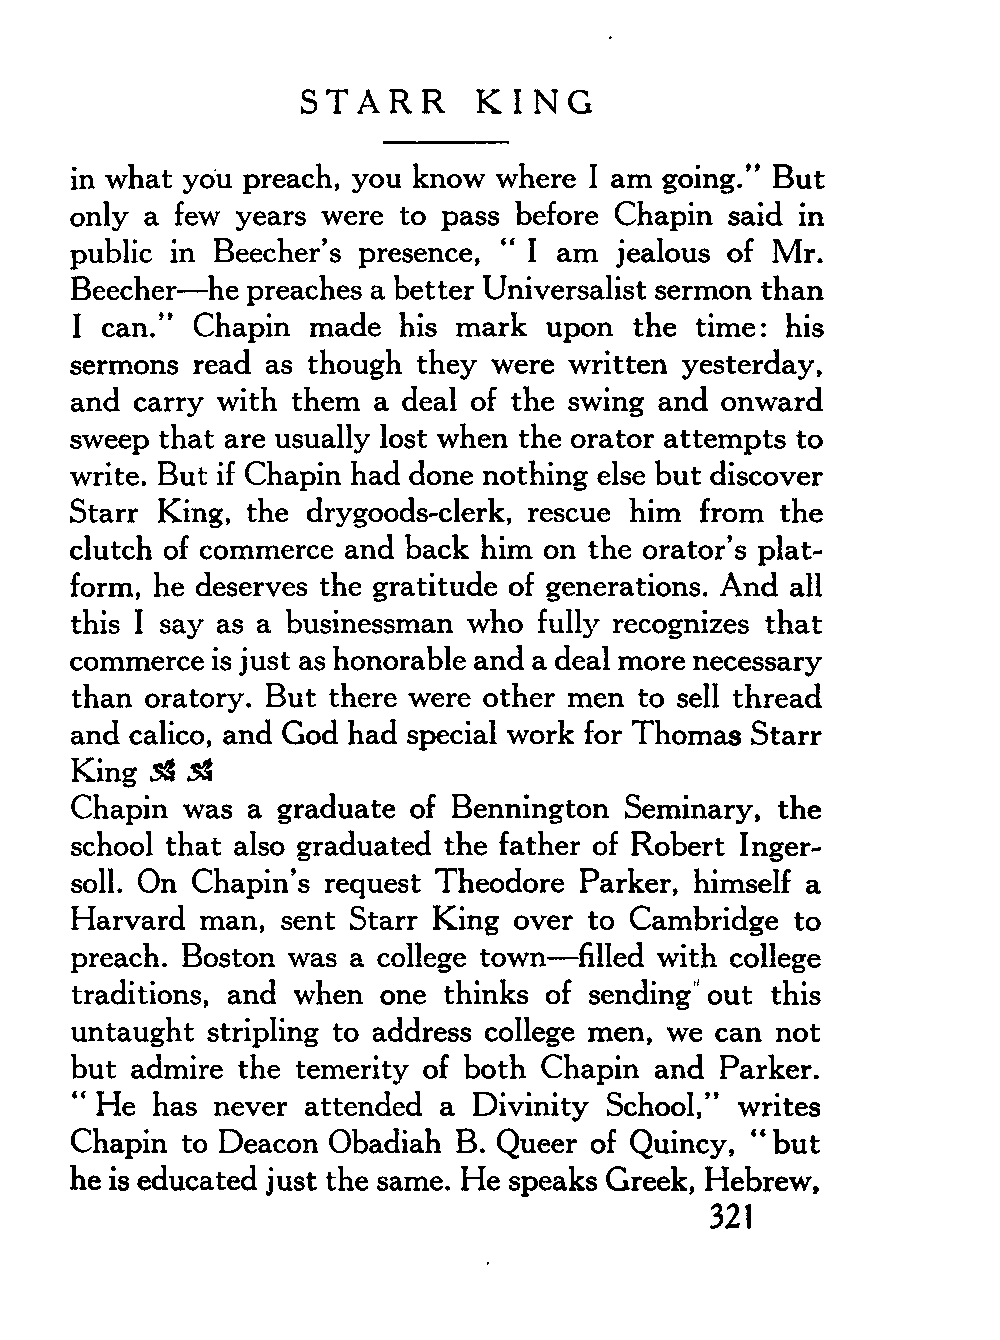 STARR KING
in what you preach, you know where I am going." But
only a few years were to pass before Chapin said in
public in Beecher's presence, " I am jealous of Mr.
Beecher—he preaches a better Universalist sermon than
I can." Chapin made his mark upon the time: his
sermons read as though they were written yesterday,
and carry with them a deal of the swing and onward
sweep that are usually lost when the orator attempts to
write. But if Chapin had done nothing else but discover
Starr King, the drygoods-clerk, rescue him from the
clutch of commerce and back him on the orator's plat-
form, he deserves the gratitude of generations. And all
this I say as a businessman who fully recognizes that
commerce is just as honorable and a deal more necessary
than oratory. But there were other men to sell thread
and calico, and God had special work for Thomas Starr
King
Chapin was a graduate of Bennington Seminary, the
school that also graduated the father of Robert Inger-
soll. On Chapin's request Theodore Parker, himself a
Harvard man, sent Starr King over to Cambridge to
preach. Boston was a college town—filled with college
traditions, and when one thinks of sending out this
untaught stripling to address college men, we can not
but admire the temerity of both Chapin and Parker.
" He has never attended a Divinity School," writes
Chapin to Deacon Obadiah B. Queer of Quincy, "but
he is educated just the same. He speaks Greek, Hebrew,
321